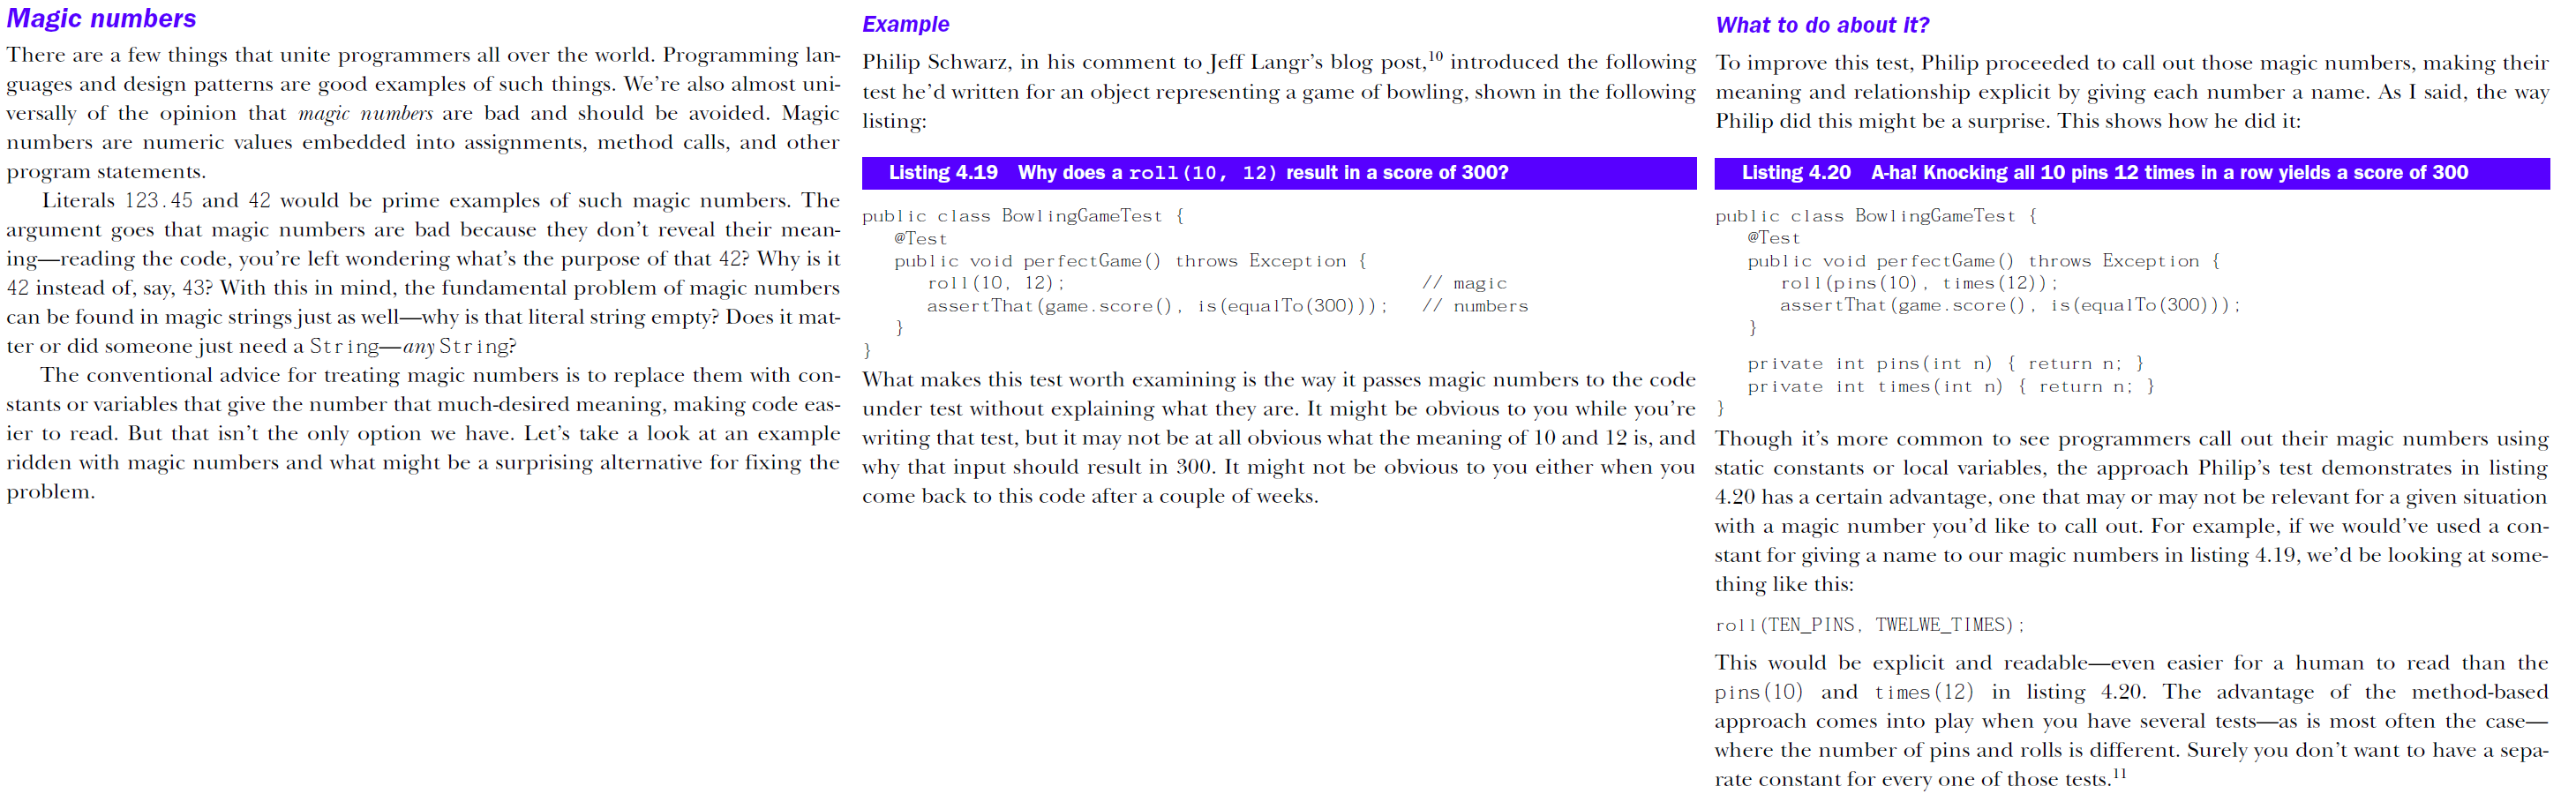 Magic numbers
There are a few things that unite programmers all over the world. Programming lan-
guages and design patterns are good examples of such things. We're also almost uni-
versally of the opinion that magic numbers are bad and should be avoided. Magic
numbers are numeric values embedded into assignments, method calls, and other
program statements.
Literals 123.45 and 42 would be prime examples of such magic numbers. The
argument goes that magic numbers are bad because they don't reveal their mean-
ing—reading the code, you're left wondering what's the purpose of that 42? Why is it
42 instead of, say, 43? With this in mind, the fundamental problem of magic numbers
can be found in magic strings just as well—why is that literal string empty? Does it mat-
ter or did someone just need a String—any String?
The conventional advice for treating magic numbers is to replace them with con-
stants or variables that give the number that much-desired meaning, making code eas-
ier to read. But that isn't the only option we have. Let's take a look at an example
ridden with magic numbers and what might be a surprising alternative for fixing the
problem.
Example
Philip Schwarz, in his comment to Jeff Langr's blog post,10 introduced the following
test he'd written for an object representing a game of bowling, shown in the following
listing:
Listing 4.19 Why does a roll(10, 12) result in a score of 300?
public class BowlingGameTest {
@Test
public void perfectGame() throws Exception {
roll(10, 12); // magic
assertThat(game.score(), is(equalTo(300))); // numbers
}
}
What makes this test worth examining is the way it passes magic numbers to the code
under test without explaining what they are. It might be obvious to you while you're
writing that test, but it may not be at all obvious what the meaning of 10 and 12 is, and
why that input should result in 300. It might not be obvious to you either when you
come back to this code after a couple of weeks.
What to do about it?
To improve this test, Philip proceeded to call out those magic numbers, making their
meaning and relationship explicit by giving each number a name. As I said, the way
Philip did this might be a surprise. This shows how he did it:
Listing 4.20 A-ha! Knocking all 10 pins 12 times in a row yields a score of 300
public class BowlingGameTest {
@Test
public void perfectGame() throws Exception {
roll(pins(10), times(12));
assertThat(game.score(), is(equalTo(300)));
}
private int pins(int n) { return n; }
private int times(int n) { return n; }
}
Though it's more common to see programmers call out their magic numbers using
static constants or local variables, the approach Philip's test demonstrates in listing
4.20 has a certain advantage, one that may or may not be relevant for a given situation
with a magic number you'd like to call out. For example, if we would've used a con-
stant for giving a name to our magic numbers in listing 4.19, we'd be looking at some-
thing like this:
roll(TEN_PINS, TWELWE_TIMES);
This would be explicit and readable—even easier for a human to read than the
pins(10) and times(12) in listing 4.20. The advantage of the method-based
approach comes into play when you have several tests—as is most often the case—
where the number of pins and rolls is different. Surely you don't want to have a sepa-
rate constant for every one of those tests.11